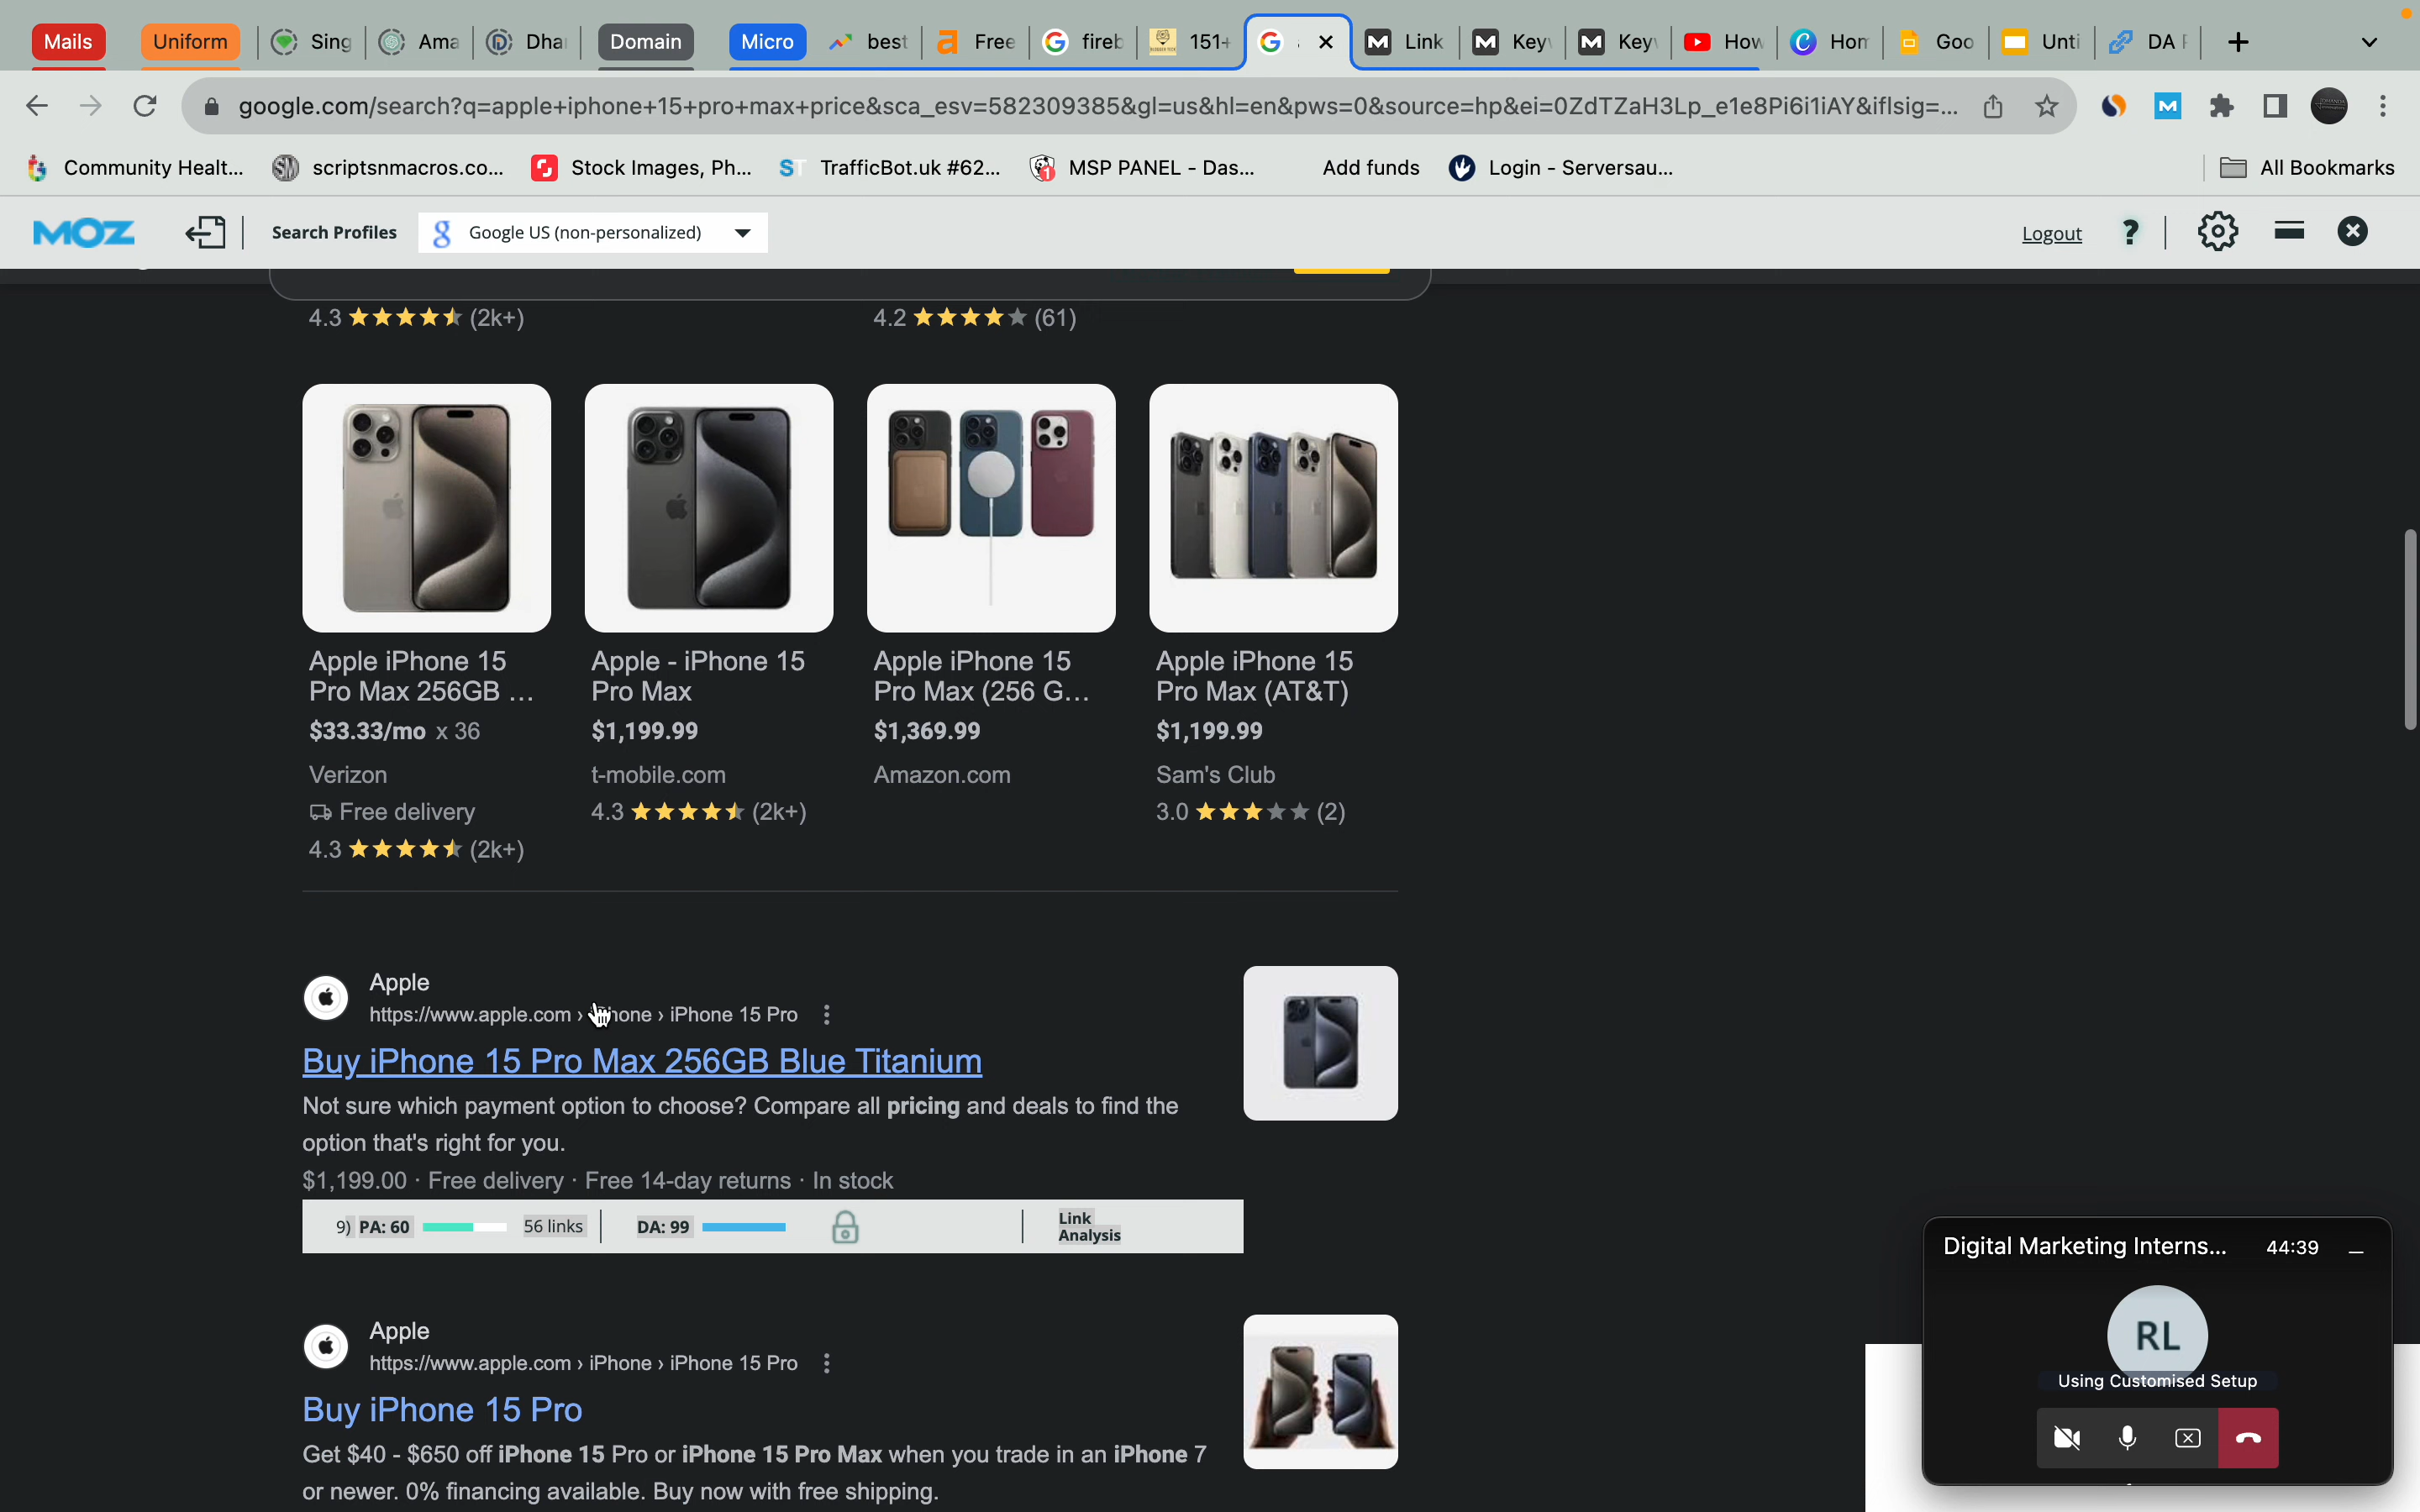 Mails
Uniform
Sing
Ama
Dha
Domain
Micro
best
Free
fireb
151+
Link
Key
Key
How
Hom
Goo
Unti
DA
google.com/search?q=apple+iphone+15+pro+max+price&sca_esv=582309385&gl=us&hl=en&pws=0&source=hp&ei=0ZdTZaH3Lp_e1e8Pi6i1iAY&iflsig=...
Community Healt...
scriptsnmacros.co...
Stock Images, Ph...
TrafficBot.uk #62...
MSP PANEL - Das...
Add funds
Login - Serversau...
All Bookmarks
MOZ
Search Profiles
Google US (non-personalized)
Logout
?
4.3 (2k+)
4.2 (61)
Apple iPhone 15
Pro Max 256GB ...
$33.33/mo x 36
Verizon
Free delivery
4.3 (2k+)
Apple - iPhone 15
Pro Max
$1,199.99
t-mobile.com
4.3 (2k+)
Apple iPhone 15
Pro Max (256 G...
$1,369.99
Amazon.com
Apple iPhone 15
Pro Max (AT&T)
$1,199.99
Sam's Club
3.0 (2)
Apple
https://www.apple.com › iPhone › iPhone 15 Pro
Buy iPhone 15 Pro Max 256GB Blue Titanium
Not sure which payment option to choose? Compare all pricing and deals to find the
option that's right for you.
$1,199.00 · Free delivery · Free 14-day returns · In stock
9) PA: 60 56 links DA: 99
Link
Analysis
Apple
https://www.apple.com › iPhone › iPhone 15 Pro
Buy iPhone 15 Pro
Get $40 - $650 off iPhone 15 Pro or iPhone 15 Pro Max when you trade in an iPhone 7
or newer. 0% financing available. Buy now with free shipping.
Digital Marketing Interns... 44:39
RL
Using Customised Setup